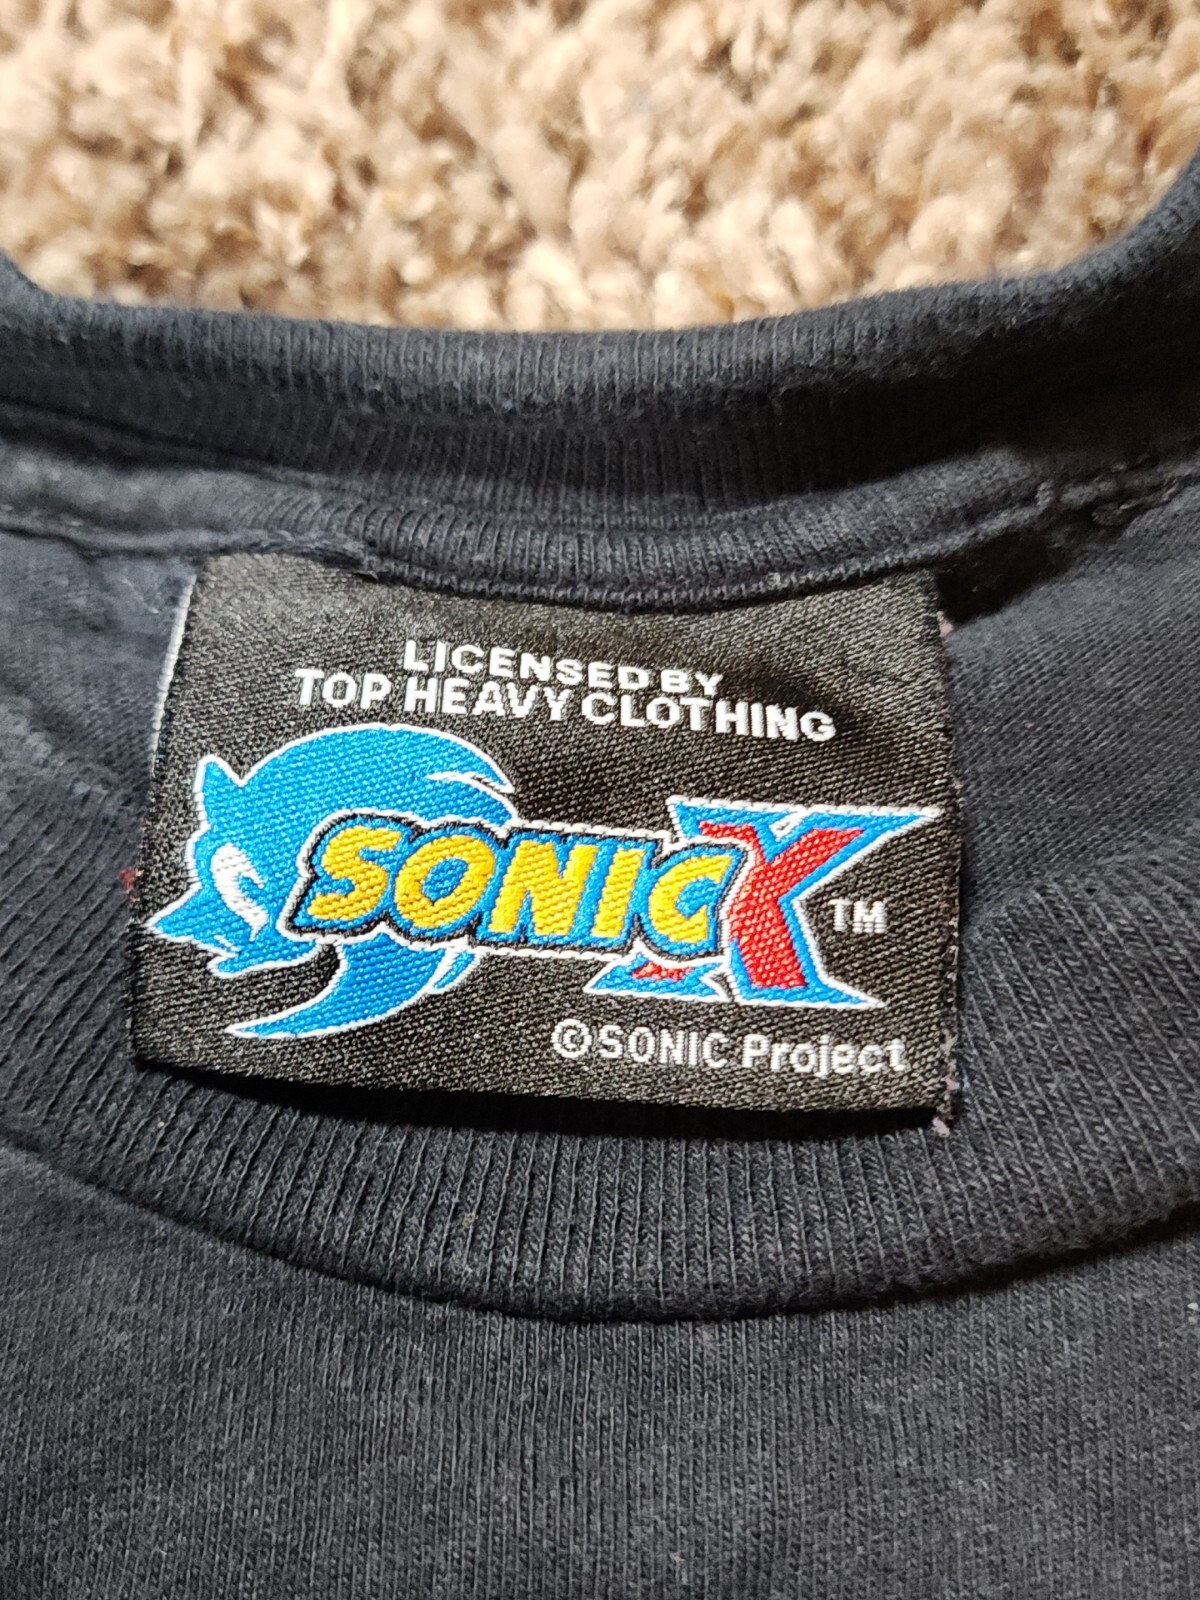 LICENSED BY
TOP HEAVY CLOTHING
SONIC X TM
©SONIC Project